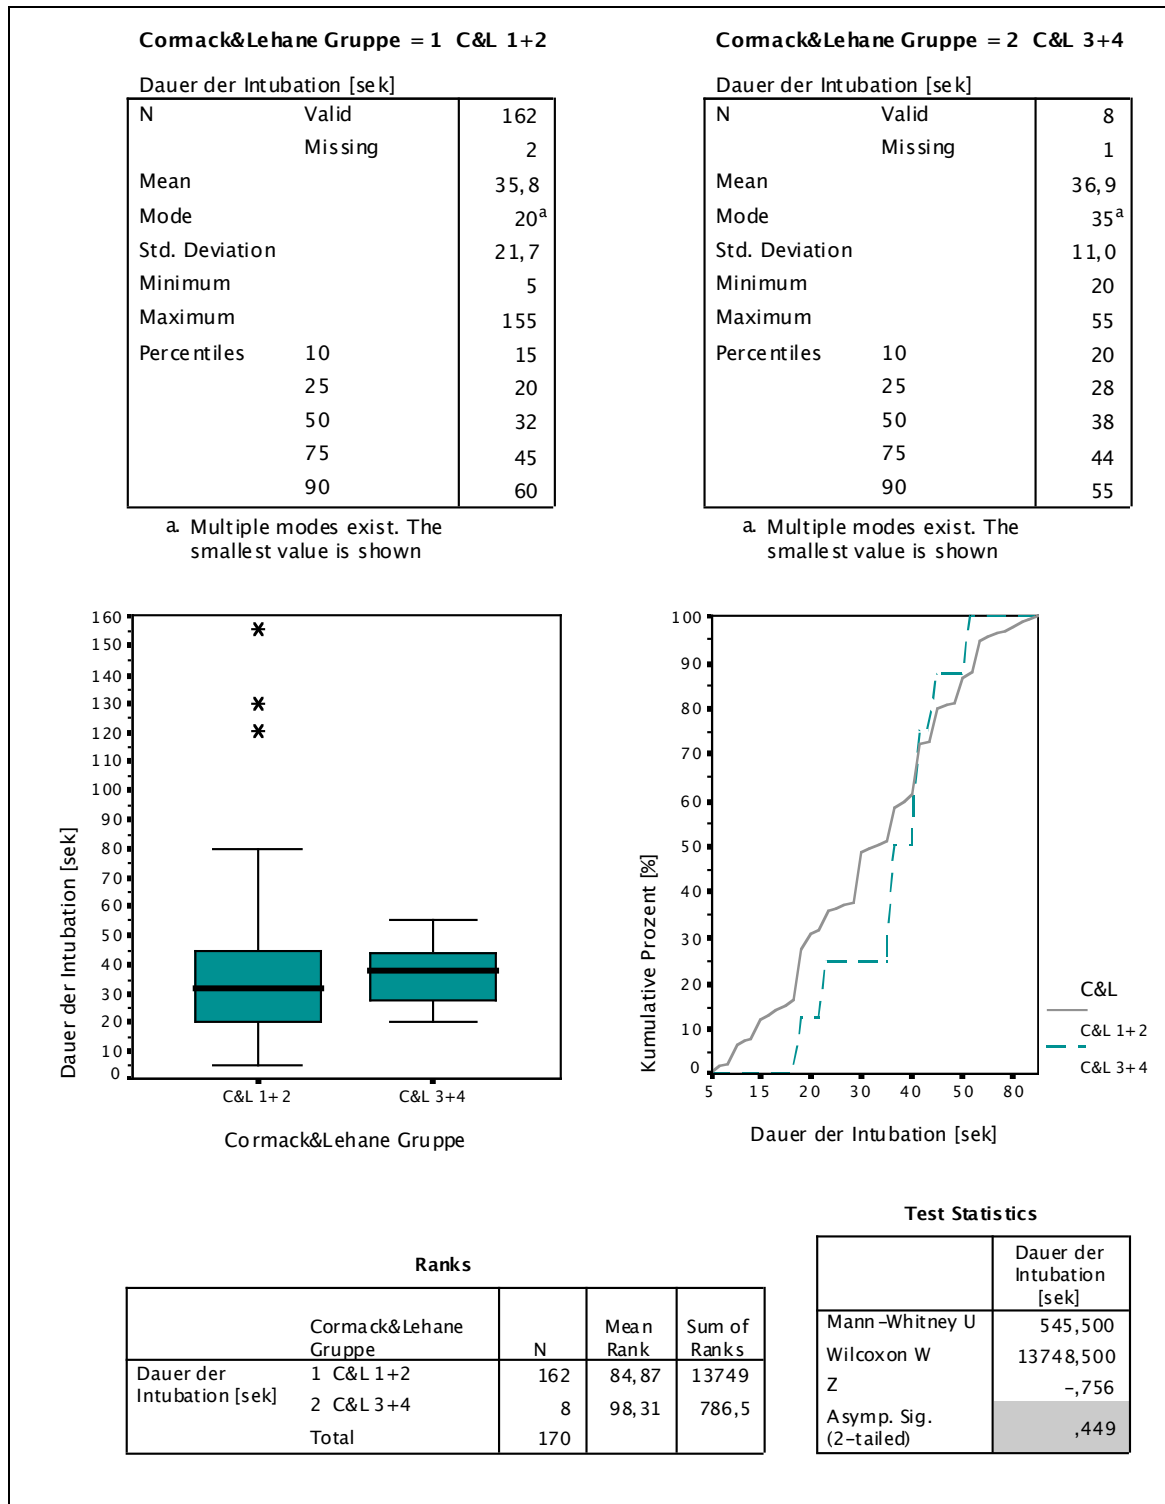 Cormack&Lehane Gruppe = 1 C&L 1+2
Dauer der Intubation [sek]
N Valid 162
Missing 2
Mean 35,8
Mode 20a
Std. Deviation 21,7
Minimum 5
Maximum 155
Percentiles 10 15
25 20
50 32
75 45
90 60
a. Multiple modes exist. The
smallest value is shown
Cormack&Lehane Gruppe = 2 C&L 3+4
Dauer der Intubation [sek]
N Valid 8
Missing 1
Mean 36,9
Mode 35a
Std. Deviation 11,0
Minimum 20
Maximum 55
Percentiles 10 20
25 28
50 38
75 44
90 55
a. Multiple modes exist. The
smallest value is shown
Dauer der Intubation [sek]
160
150
140
130
120
110
100
90
80
70
60
50
40
30
20
10
0
C&L 1+2 C&L 3+4
Cormack&Lehane Gruppe
Kumulative Prozent [%]
100
90
80
70
60
50
40
30
20
10
0
5 15 20 30 40 50 80
Dauer der Intubation [sek]
C&L
C&L 1+2
C&L 3+4
Ranks
Cormack&Lehane
Gruppe N Mean Rank Sum of Ranks
Dauer der Intubation [sek] 1 C&L 1+2 162 84,87 13749
2 C&L 3+4 8 98,31 786,5
Total 170
Test Statistics
Dauer der
Intubation
[sek]
Mann-Whitney U 545,500
Wilcoxon W 13748,500
Z -,756
Asymp. Sig.
(2-tailed) ,449